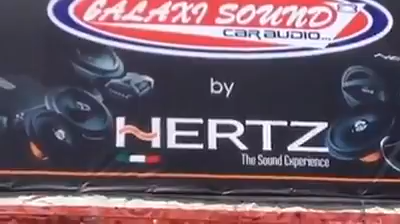 GALAXI SOUND
CAR AUDIO...
by
HERTZ
The Sound Experience